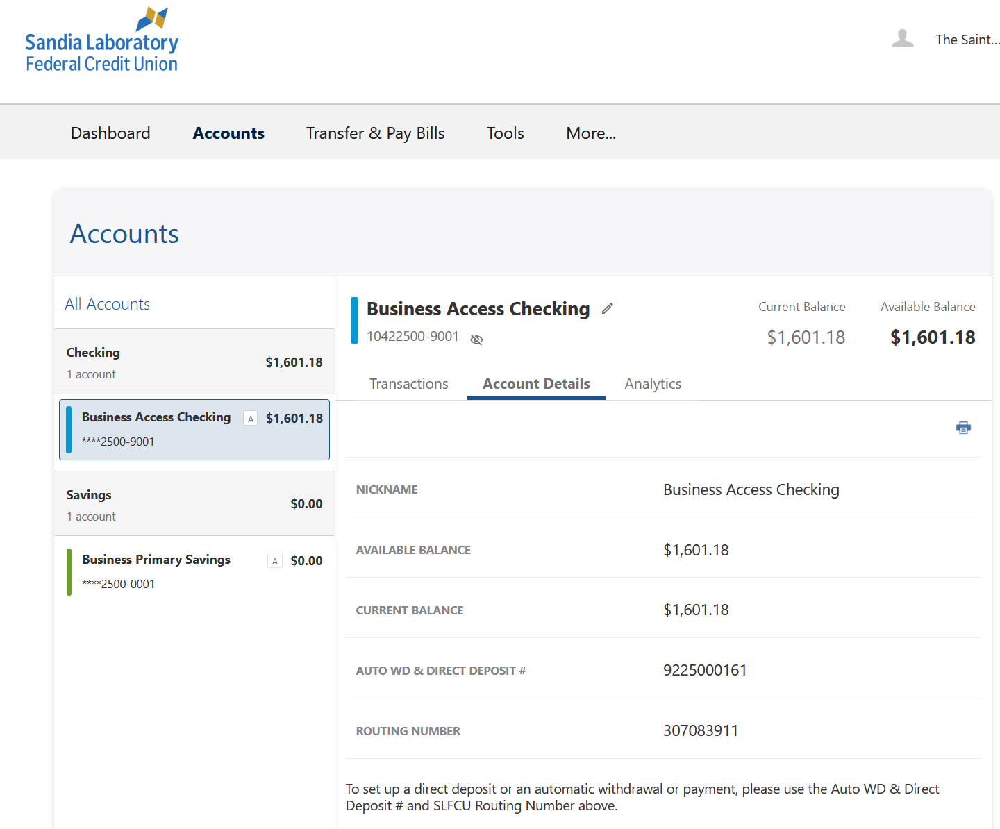 Sandia Laboratory
Federal Credit Union
The Saint...
Dashboard
Accounts
Transfer & Pay Bills
Tools
More...
Accounts
All Accounts
Checking
1 account
$1,601.18
Business Access Checking
A
$1,601.18
****2500-9001
Savings
1 account
$0.00
Business Primary Savings
A
$0.00
****2500-0001
Business Access Checking
10422500-9001
Current Balance
$1,601.18
Available Balance
$1,601.18
Transactions
Account Details
Analytics
NICKNAME
Business Access Checking
AVAILABLE BALANCE
$1,601.18
CURRENT BALANCE
$1,601.18
AUTO WD & DIRECT DEPOSIT #
9225000161
ROUTING NUMBER
307083911
To set up a direct deposit or an automatic withdrawal or payment, please use the Auto WD & Direct
Deposit # and SLFCU Routing Number above.